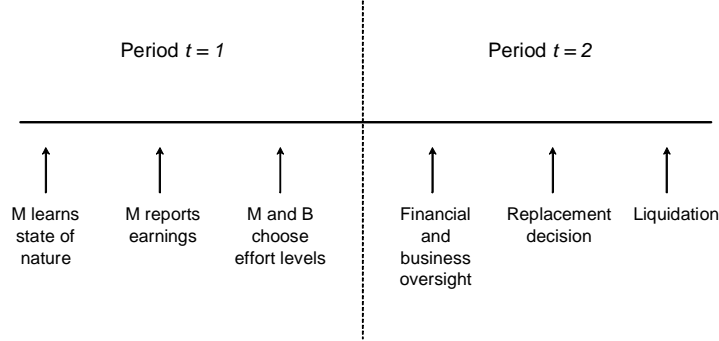 Period t = 1
Period t = 2
M learns
state of
nature
M reports
earnings
M and B
choose
effort levels
Financial
and
business
oversight
Replacement
decision
Liquidation